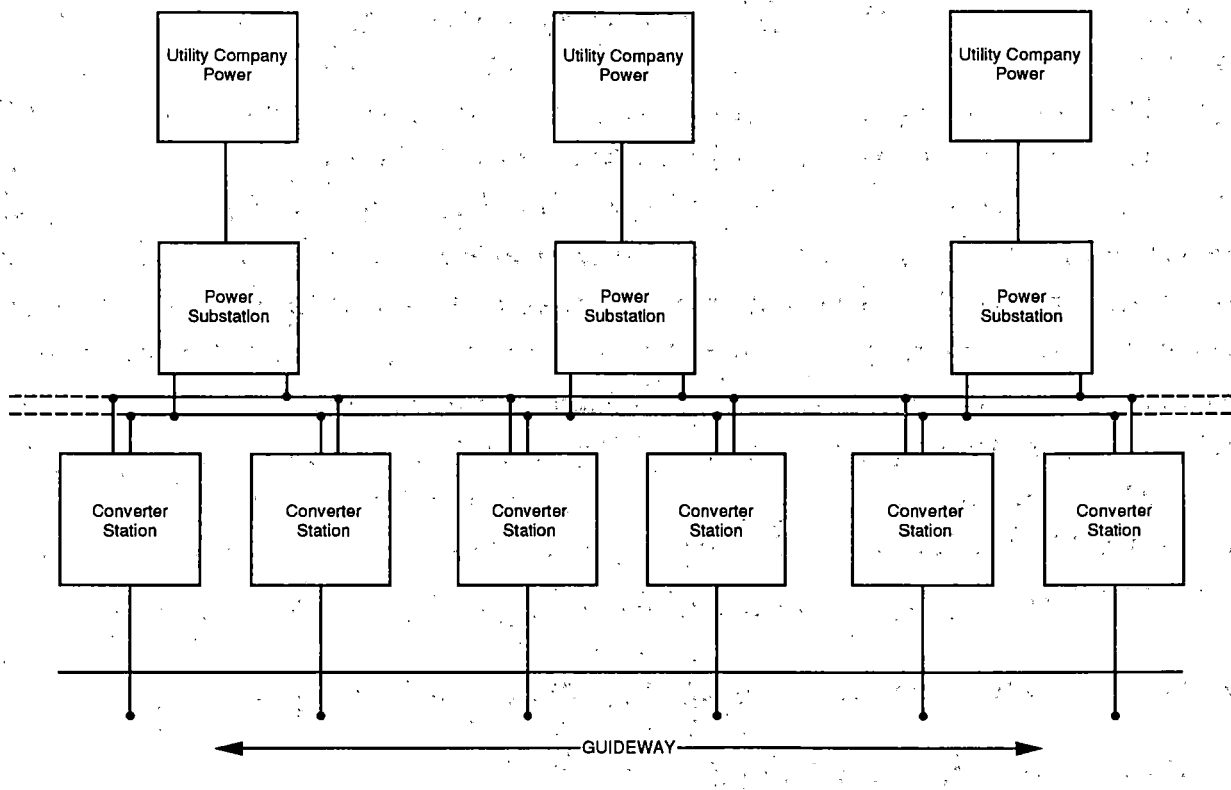 Utility Company
Power
Utility Company
Power
Utility Company
Power
Power
Substation
Power
Substation
Power
Substation
Converter
Station
Converter
Station
Converter
Station
Converter
Station
Converter
Station
Converter
Station
GUIDEWAY